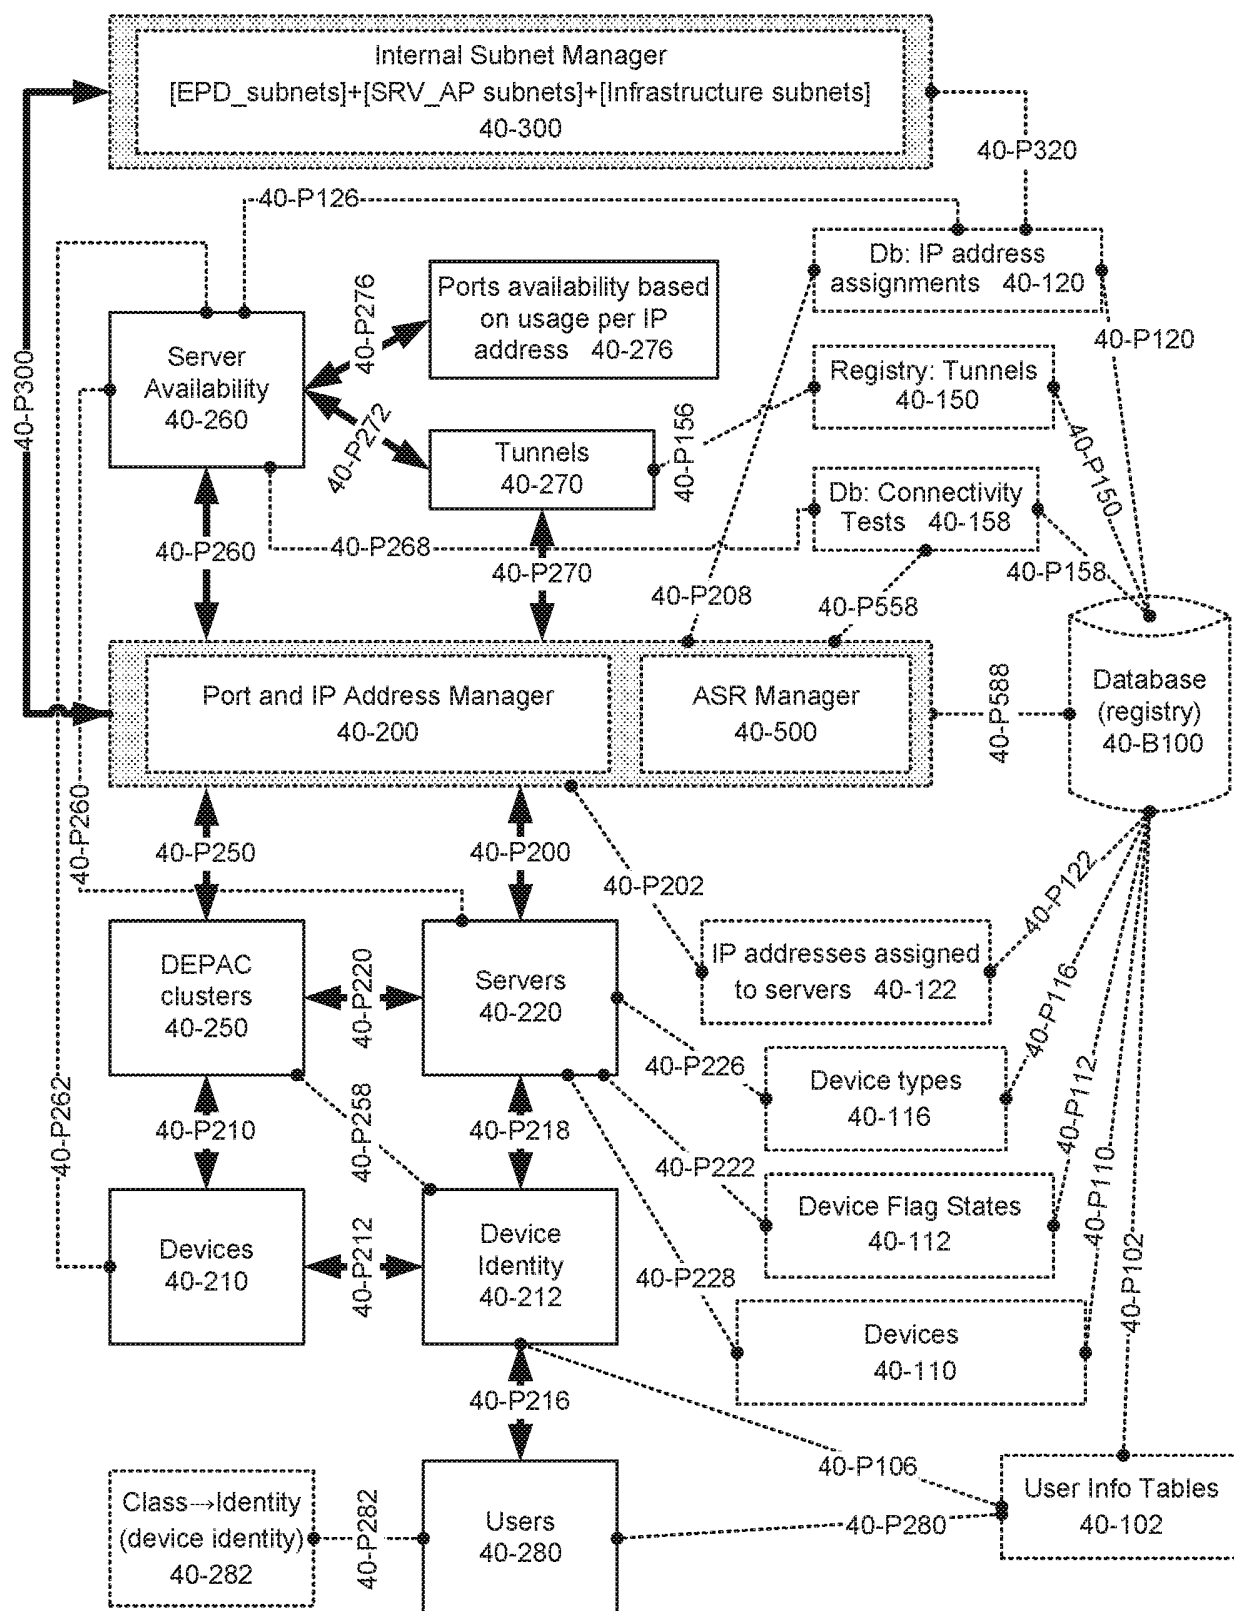 Internal Subnet Manager
[EPD_subnets]+[SRV_AP subnets]+[Infrastructure subnets]
40-300
40-P300
40-P320
40-P126
Db: IP address
assignments 40-120
Server
Availability
40-260
40-P276
Ports availability based
on usage per IP
address 40-276
40-P120
Registry: Tunnels
40-150
40-P272
Tunnels
40-270
40-P156
40-P150
Db: Connectivity
Tests 40-158
40-P260
40-P268
40-P270
40-P208
40-P558
40-P158
Port and IP Address Manager
40-200
ASR Manager
40-500
40-P588
Database
(registry)
40-B100
40-P260
40-P250
40-P200
40-P202
40-P122
DEPAC
clusters
40-250
40-P220
Servers
40-220
IP addresses assigned
to servers 40-122
40-P116
40-P262
40-P210
40-P258
40-P218
40-P226
Device types
40-116
40-P112
40-P222
40-P110
Devices
40-210
40-P212
Device
Identity
40-212
Device Flag States
40-112
40-P102
40-P228
Devices
40-110
40-P216
40-P106
Class→Identity
(device identity)
40-282
40-P282
Users
40-280
40-P280
User Info Tables
40-102